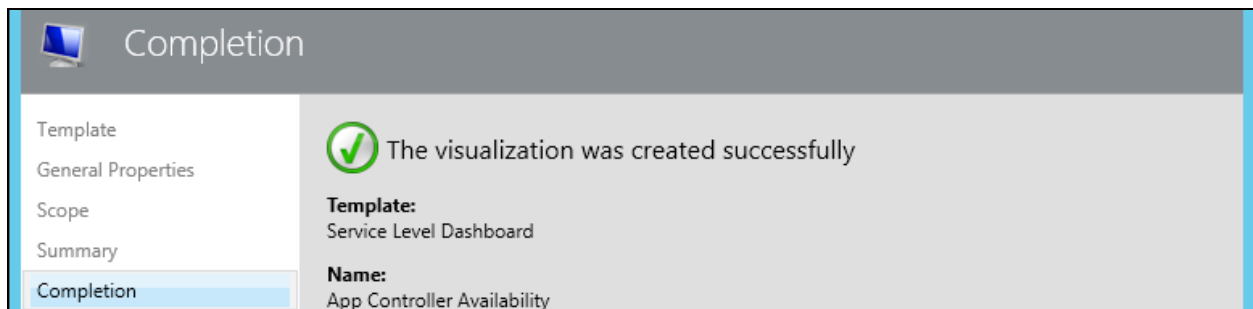 Completion
Template
General Properties
Scope
Summary
Completion
The visualization was created successfully
Template:
Service Level Dashboard
Name:
App Controller Availability